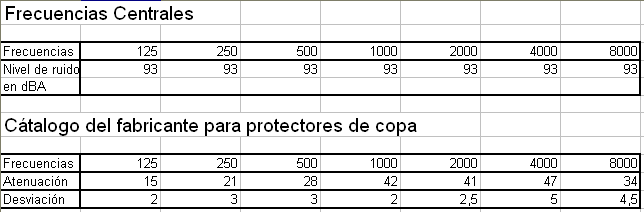 Frecuencias Centrales
Frecuencias 125 250 500 1000 2000 4000 8000
Nivel de ruido 93 93 93 93 93 93 93
en dBA
Cátalogo del fabricante para protectores de copa
Frecuencias 125 250 500 1000 2000 4000 8000
Atenuación 15 21 28 42 41 47 34
Desviación 2 3 3 2 2,5 5 4,5